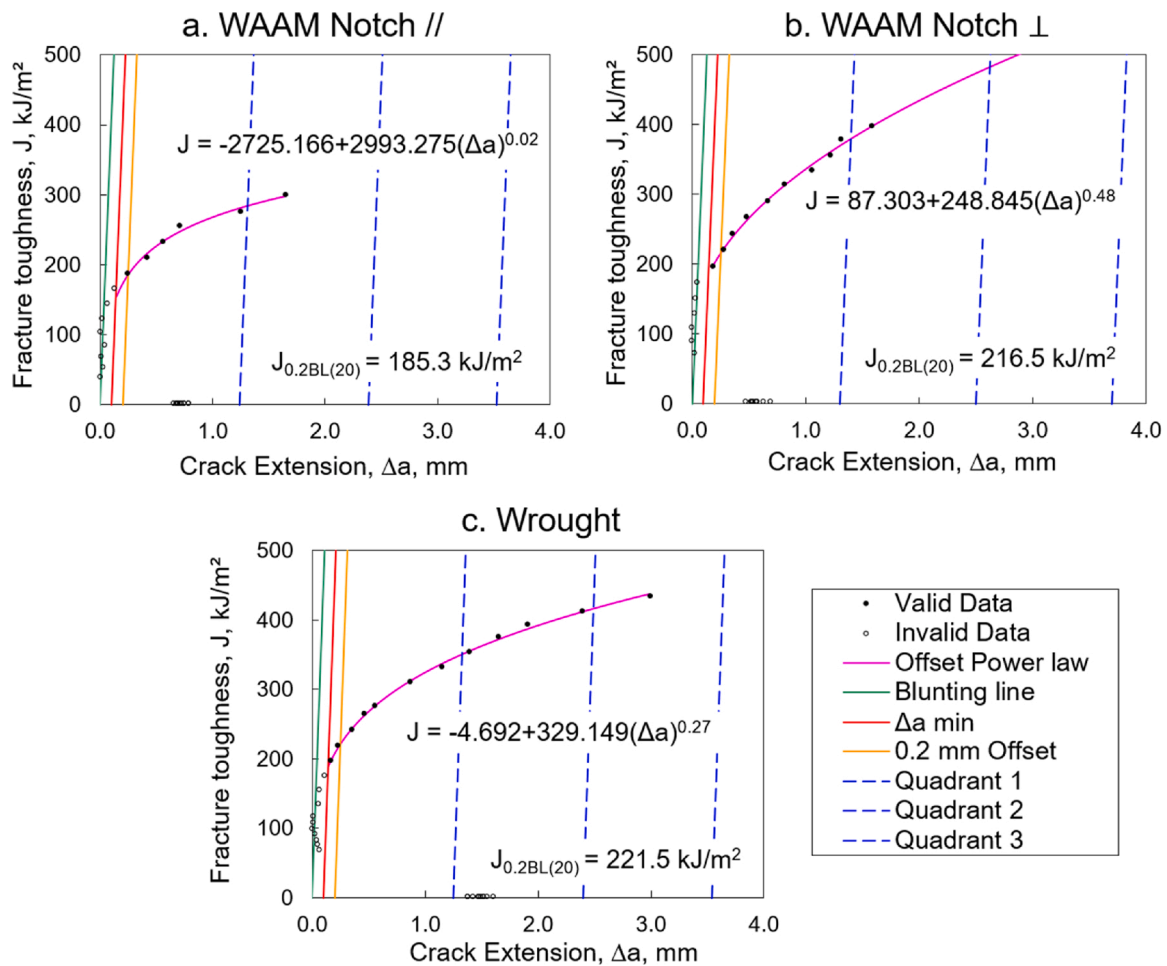 a. WAAM Notch //
500
400
300
200
100
0
Fracture toughness, J, kJ/m²
J = -2725.166+2993.275(Δa)^0.02
J0.2BL(20) = 185.3 kJ/m²
0.0 1.0 2.0 3.0 4.0
Crack Extension, Δa, mm
b. WAAM Notch ⊥
500
400
300
200
100
0
Fracture toughness, J, kJ/m²
J = 87.303+248.845(Δa)^0.48
J0.2BL(20) = 216.5 kJ/m²
0.0 1.0 2.0 3.0 4.0
Crack Extension, Δa, mm
c. Wrought
500
400
300
200
100
0
Fracture toughness, J, kJ/m²
J = -4.692+329.149(Δa)^0.27
J0.2BL(20) = 221.5 kJ/m²
0.0 1.0 2.0 3.0 4.0
Crack Extension, Δa, mm
Valid Data
Invalid Data
Offset Power law
Blunting line
Δa min
0.2 mm Offset
Quadrant 1
Quadrant 2
Quadrant 3